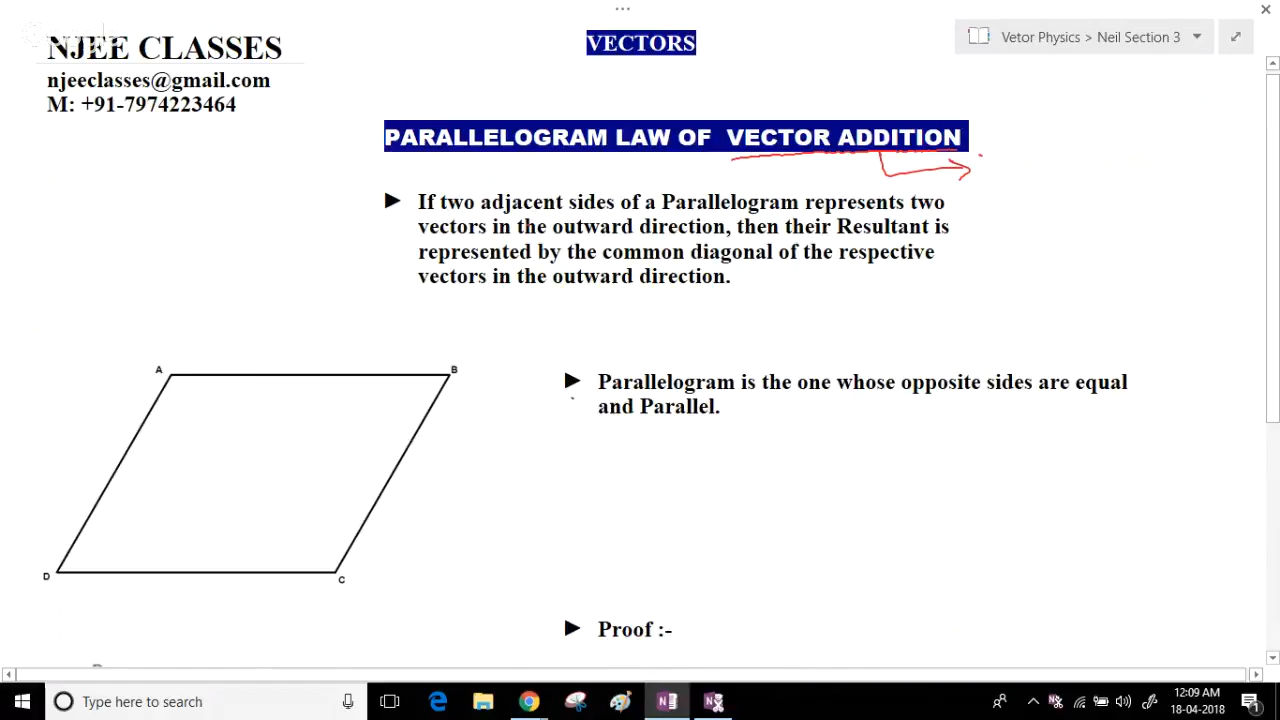 NJEE CLASSES
njeeclasses@gmail.com
M: +91-7974223464
VECTORS
Vetor Physics > Neil Section 3
PARALLELOGRAM LAW OF VECTOR ADDITION
► If two adjacent sides of a Parallelogram represents two
vectors in the outward direction, then their Resultant is
represented by the common diagonal of the respective
vectors in the outward direction.
A
B
► Parallelogram is the one whose opposite sides are equal
and Parallel.
D
C
► Proof :-
Type here to search
12:09 AM
18-04-2018
1